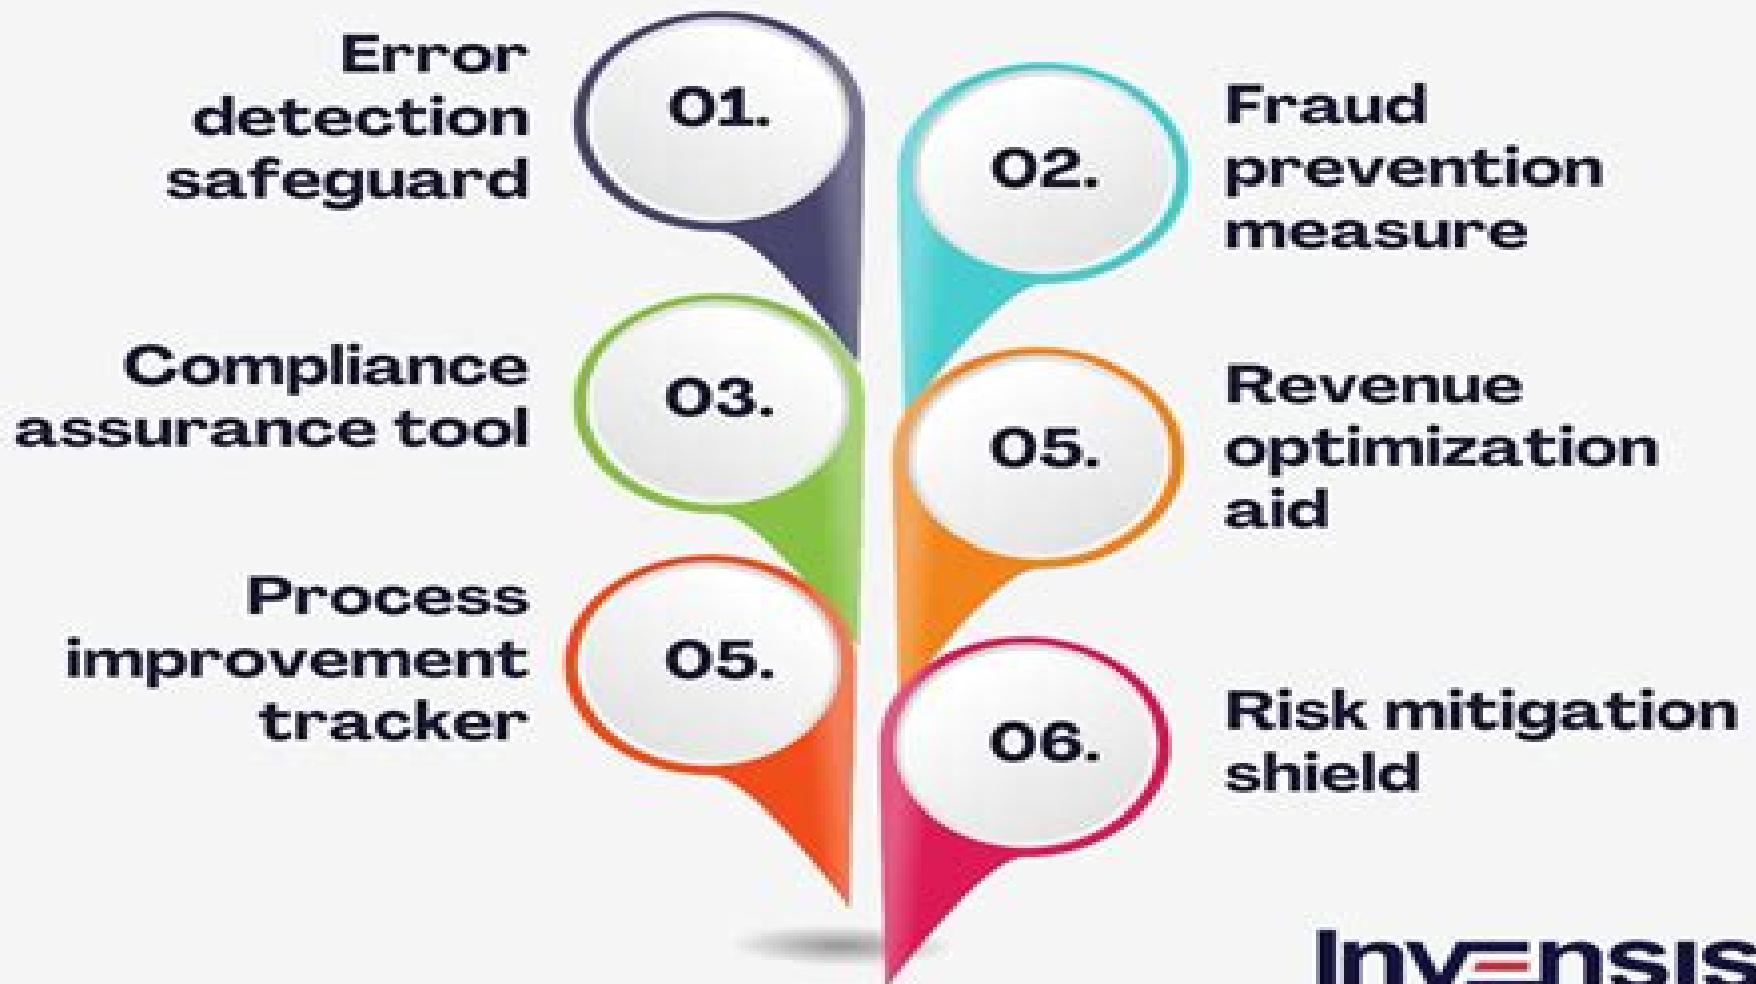 Error
detection
safeguard
01.
02.
Fraud
prevention
measure
Compliance
assurance tool
03.
05.
Revenue
optimization
aid
Process
improvement
tracker
05.
06.
Risk mitigation
shield
Invensis